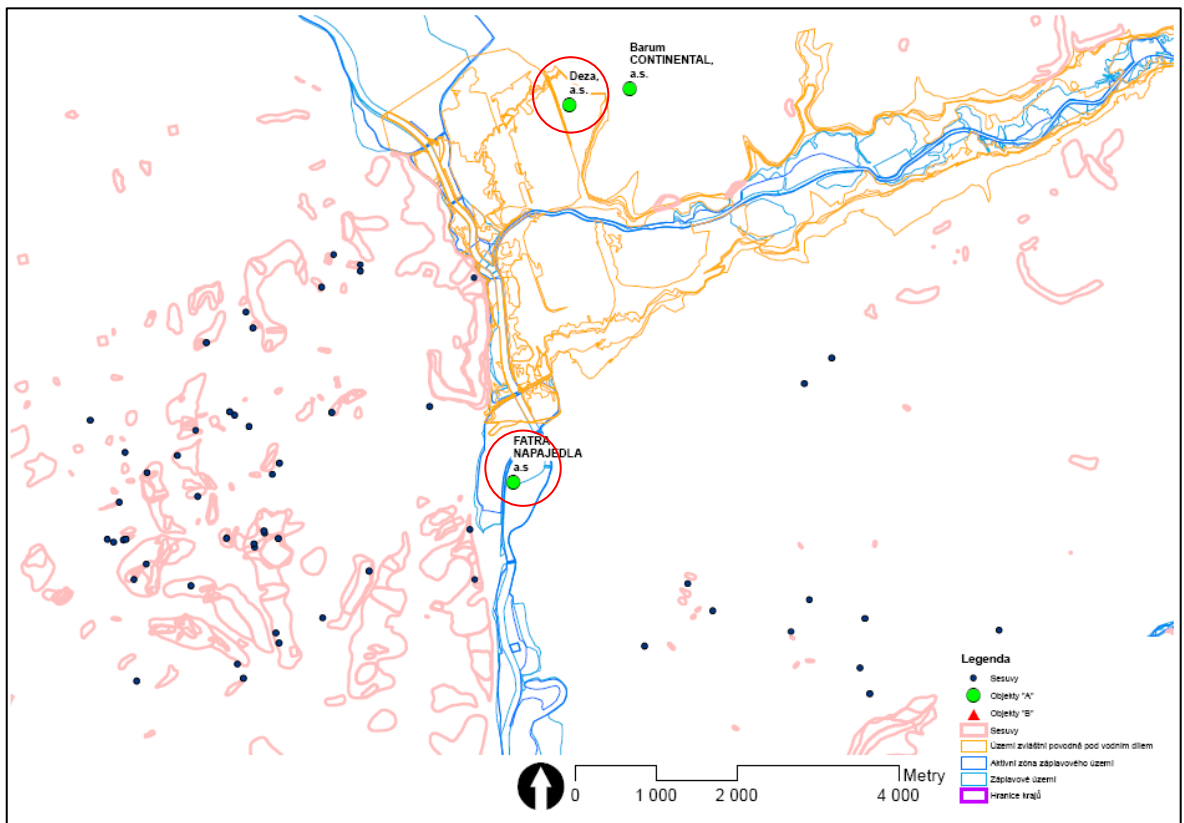 Barum
CONTINENTAL,
a.s.
Deza,
a.s.
FATRA
NAPAJEDLA
a.s
Legenda
Sesuvy
Objekty "A"
Objekty "B"
Sesuvy
Území zvláštní povodně pod vodním dílem
Aktivní zóna záplavového území
Záplavové území
Hranice krajů
Metry
0 1 000 2 000 4 000